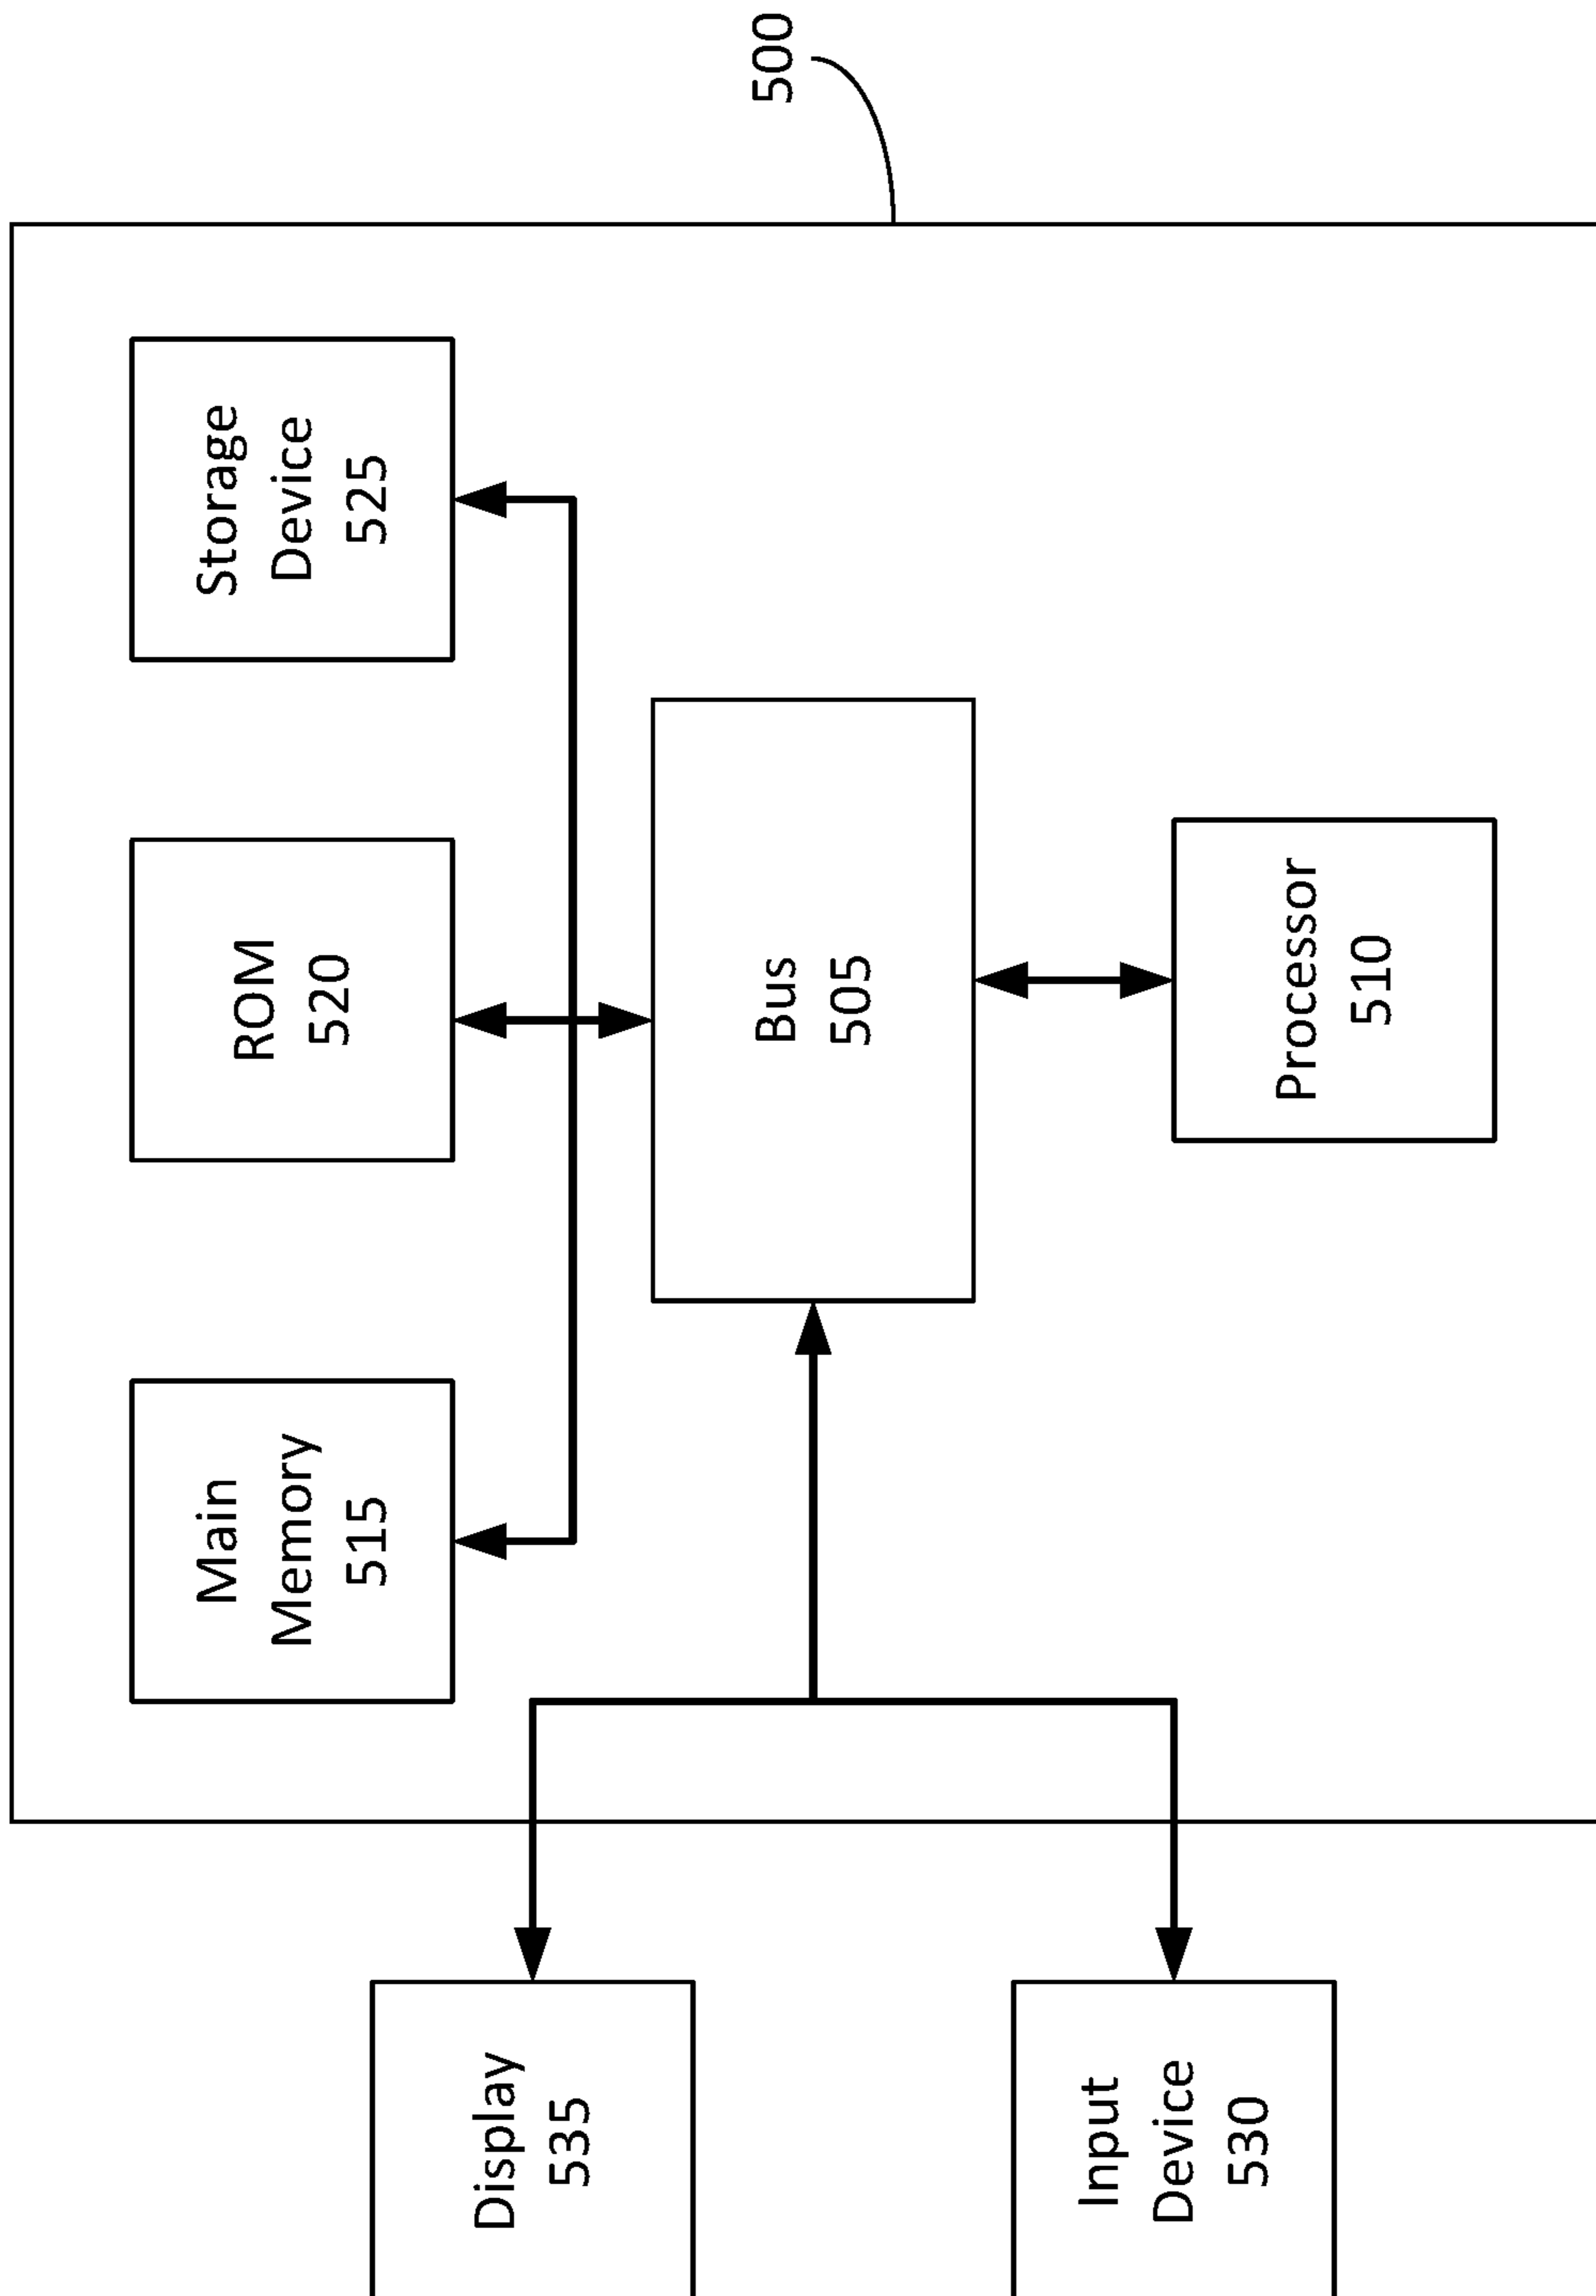 500
Main
Memory
515
ROM
520
Storage
Device
525
Display
535
Bus
505
Input
Device
530
Processor
510